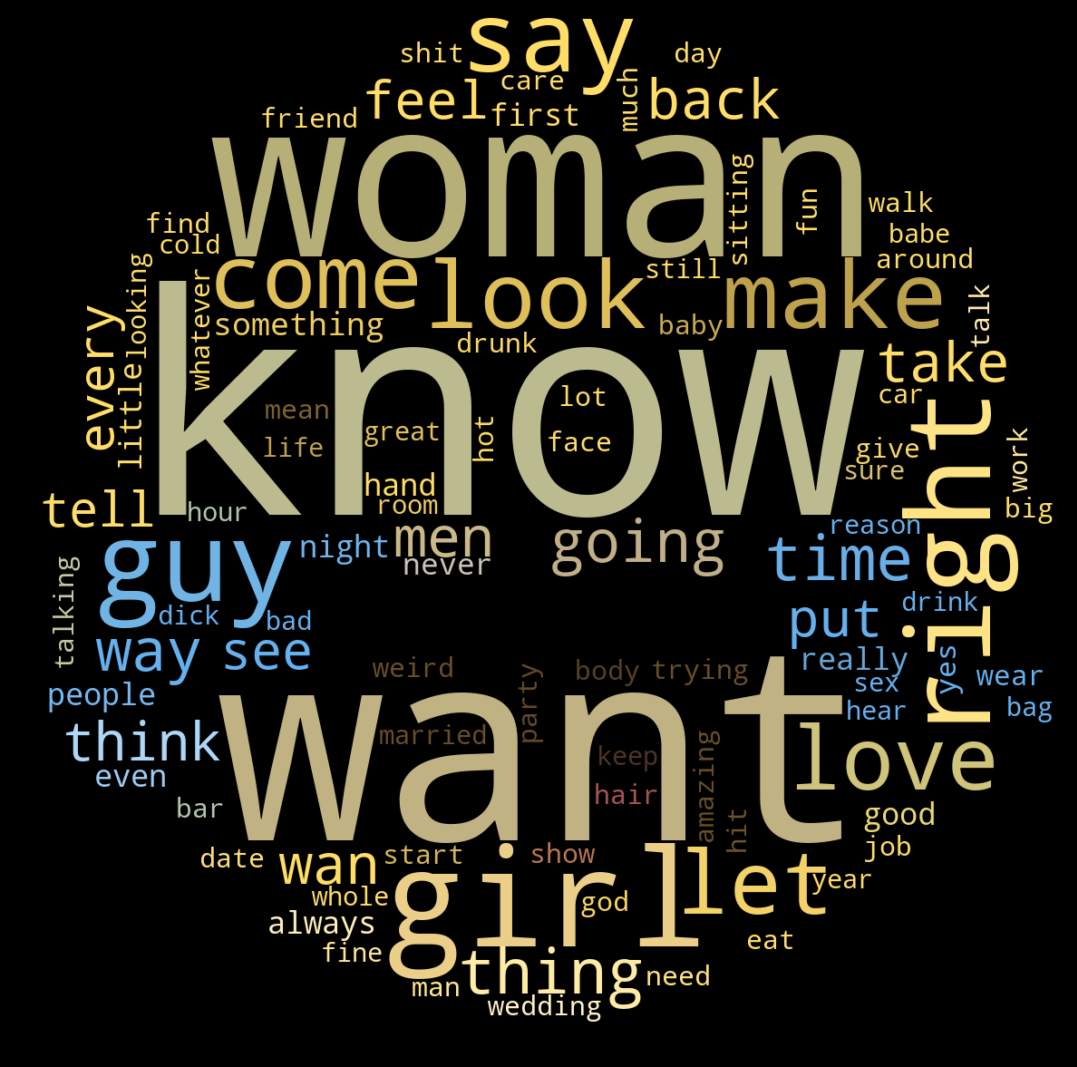 say
shit
day
care
feel
much
back
first
friend
woman
sitting
fun
walk
find
babe
cold
around
come
look
still
make
looking
whatever
something
baby
talk
drunk
every
know
take
little
lot
car
mean
great
hot
face
life
give
work
sure
hand
right
tell
room
big
hour
reason
guy
night
men
going
time
never
talking
dick
bad
put
drink
way
see
really
yes
weird
body
trying
sex
wear
people
party
hear
bag
think
want
married
keep
love
amazing
even
hair
bar
hit
good
job
date
wan
start
show
girl
let
year
whole
god
always
eat
fine
thing
need
man
wedding